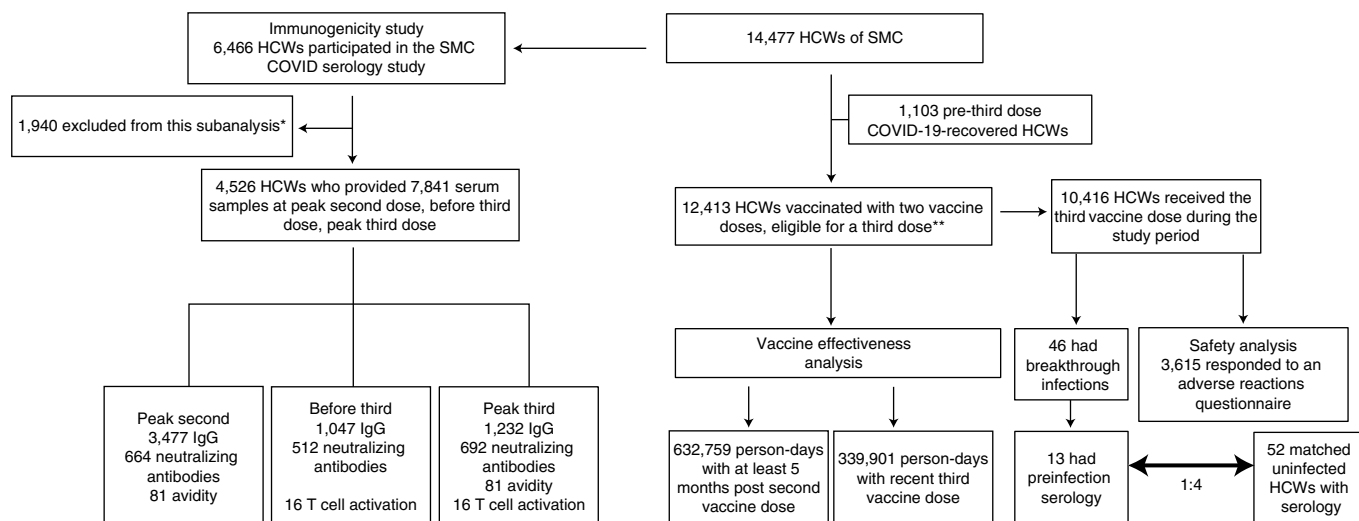 Immunogenicity study
6,466 HCWs participated in the SMC
COVID serology study
14,477 HCWs of SMC
1,940 excluded from this subanalysis*
1,103 pre-third dose
COVID-19-recovered HCWs
4,526 HCWs who provided 7,841 serum
samples at peak second dose, before third
dose, peak third dose
12,413 HCWs vaccinated with two vaccine
doses, eligible for a third dose**
10,416 HCWs received the
third vaccine dose during the
study period
Vaccine effectiveness
analysis
46 had
breakthrough
infections
Safety analysis
3,615 responded to an
adverse reactions
questionnaire
Peak second
3,477 IgG
664 neutralizing
antibodies
81 avidity
Before third
1,047 IgG
512 neutralizing
antibodies
16 T cell activation
Peak third
1,232 IgG
692 neutralizing
antibodies
81 avidity
16 T cell activation
632,759 person-days
with at least 5
months post second
vaccine dose
339,901 person-days
with recent third
vaccine dose
13 had
preinfection
serology
1:4
52 matched
uninfected
HCWs with
serology